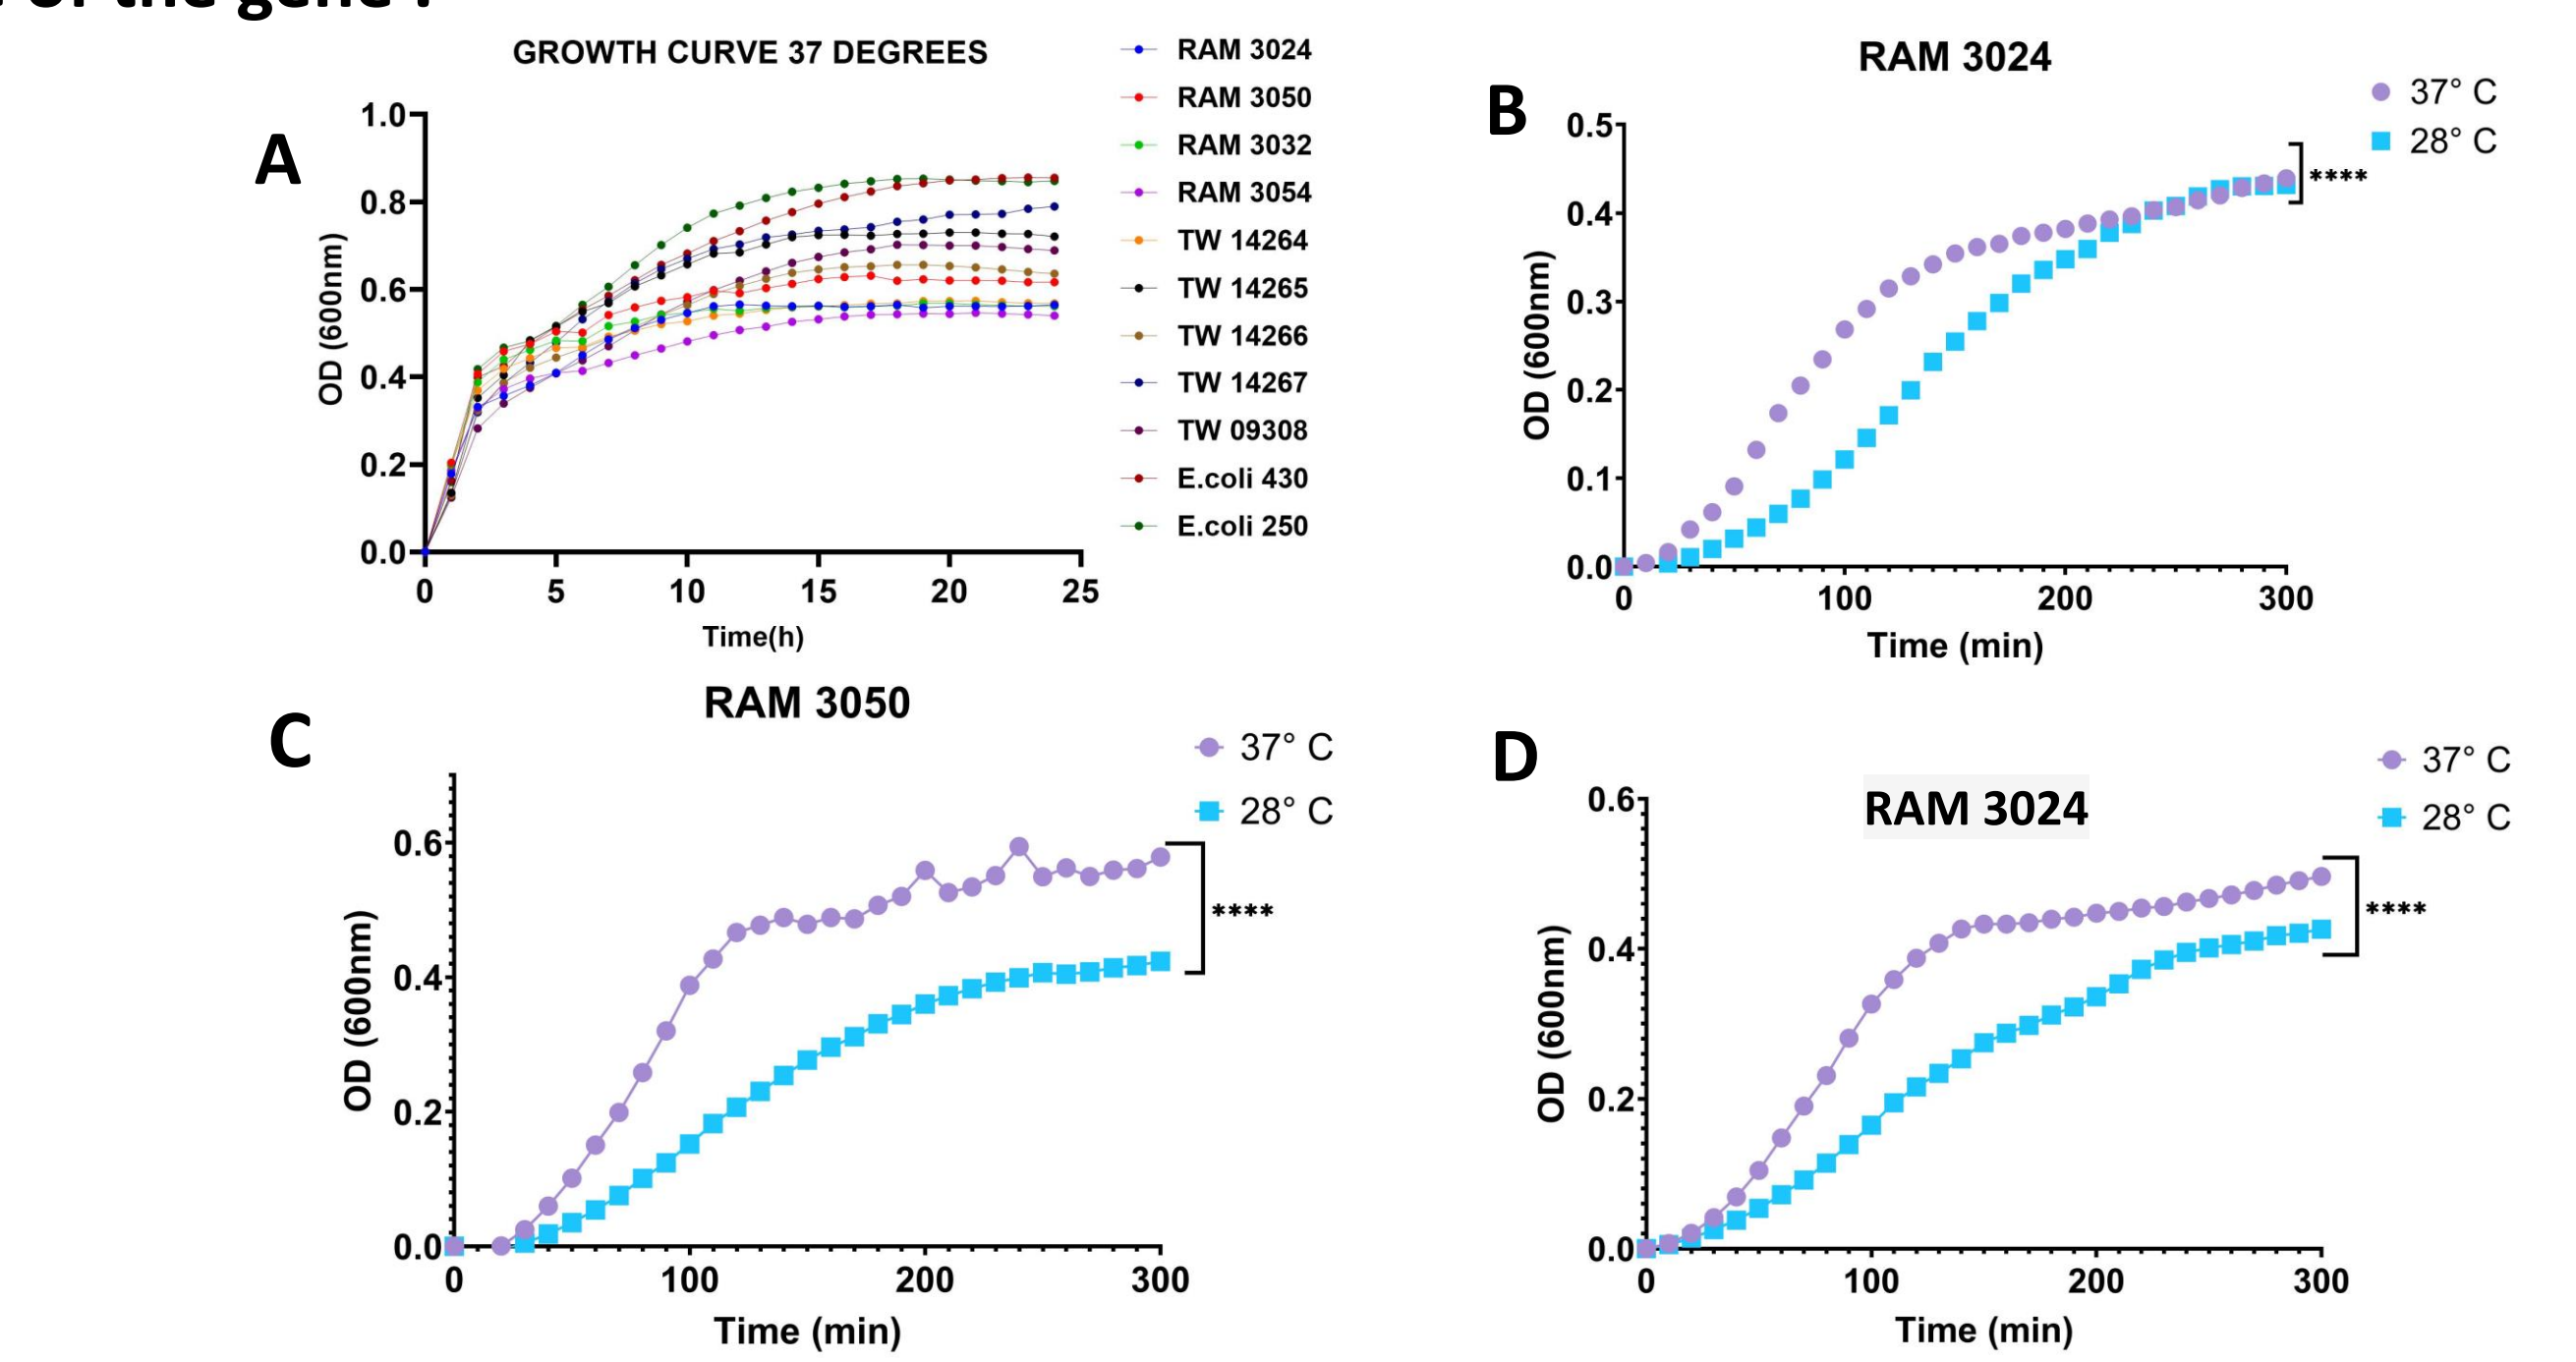 of the gene ?
GROWTH CURVE 37 DEGREES
A
OD (600nm)
1.0
0.8
0.6
0.4
0.2
0.0
0 5 10 15 20 25
Time(h)
RAM 3024
RAM 3050
RAM 3032
RAM 3054
TW 14264
TW 14265
TW 14266
TW 14267
TW 09308
E.coli 430
E.coli 250
B
RAM 3024
37° C
28° C
OD (600nm)
0.5
0.4
0.3
0.2
0.1
0.0
0 100 200 300
Time (min)
****
C
RAM 3050
37° C
28° C
OD (600nm)
0.6
0.4
0.2
0.0
0 100 200 300
Time (min)
****
D
RAM 3024
37° C
28° C
OD (600nm)
0.6
0.4
0.2
0.0
0 100 200 300
Time (min)
****